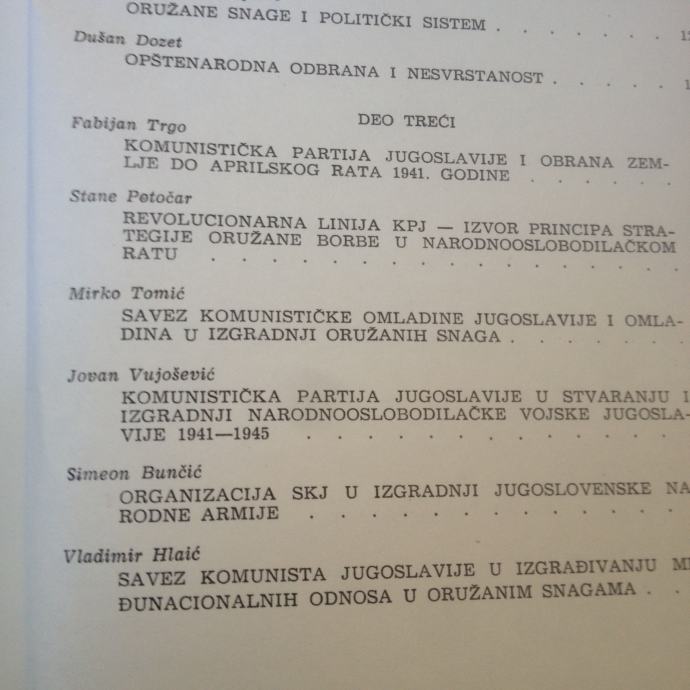 ORUŽANE SNAGE I POLITIČKI SISTEM . . . . . .
Dušan Dozet
OPŠTENARODNA ODBRANA I NESVRSTANOST . . . . .
DEO TREĆI
Fabijan Trgo
KOMUNISTIČKA PARTIJA JUGOSLAVIJE I OBRANA ZEM-
LJE DO APRILSKOG RATA 1941. GODINE . . . . .
Stane Potočar
REVOLUCIONARNA LINIJA KPJ — IZVOR PRINCIPA STRA-
TEGIJE ORUŽANE BORBE U NARODNOOSLOBODILAČKOM
RATU . . . . . . . . . . . . . .
Mirko Tomić
SAVEZ KOMUNISTIČKE OMLADINE JUGOSLAVIJE I OMLA-
DINA U IZGRADNJI ORUŽANIH SNAGA . . . . . .
Jovan Vujošević
KOMUNISTIČKA PARTIJA JUGOSLAVIJE U STVARANJU I
IZGRADNJI NARODNOOSLOBODILAČKE VOJSKE JUGOSLA-
VIJE 1941—1945 . . . . . . . . . . .
Simeon Bunčić
ORGANIZACIJA SKJ U IZGRADNJI JUGOSLOVENSKE NA
RODNE ARMIJE . . . . . . . . . . . .
Vladimir Hlaić
SAVEZ KOMUNISTA JUGOSLAVIJE U IZGRAĐIVANJU M
ĐUNACIONALNIH ODNOSA U ORUŽANIM SNAGAMA . .